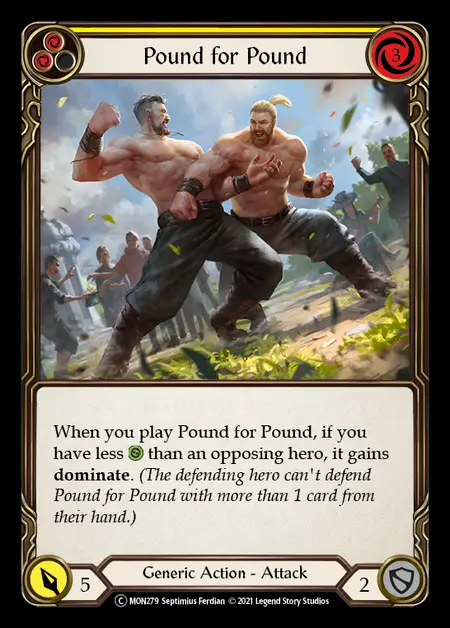 Pound for Pound
3
When you play Pound for Pound, if you
have less than an opposing hero, it gains
dominate. (The defending hero can't defend
Pound for Pound with more than 1 card from
their hand.)
5
Generic Action - Attack
2
C MON279 Septimius Ferdian © 2021 Legend Story Studios